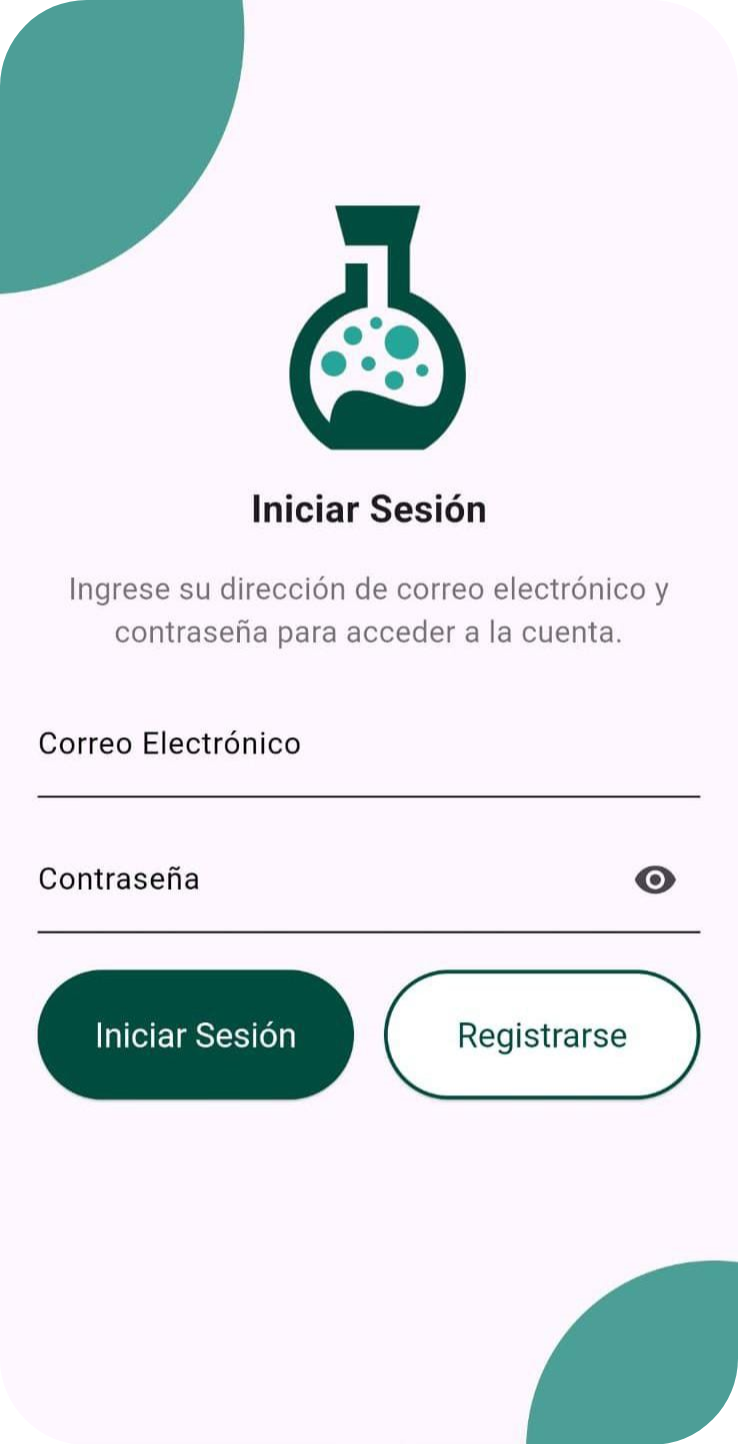 Iniciar Sesión
Ingrese su dirección de correo electrónico y
contraseña para acceder a la cuenta.
Correo Electrónico
Contraseña
Iniciar Sesión
Registrarse